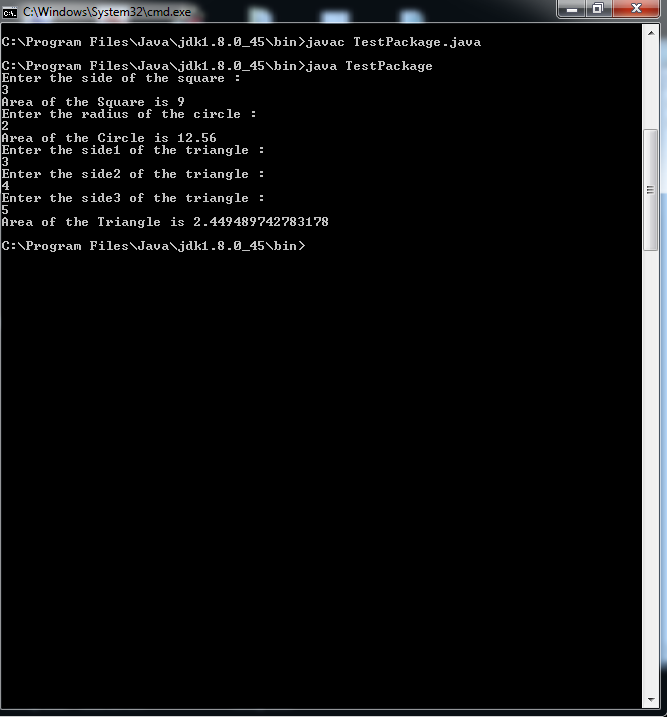 C:\Windows\System32\cmd.exe
C:\Program Files\Java\jdk1.8.0_45\bin>javac TestPackage.java
C:\Program Files\Java\jdk1.8.0_45\bin>java TestPackage
Enter the side of the square :
3
Area of the Square is 9
Enter the radius of the circle :
2
Area of the Circle is 12.56
Enter the side1 of the triangle :
3
Enter the side2 of the triangle :
4
Enter the side3 of the triangle :
5
Area of the Triangle is 2.449489742783178
C:\Program Files\Java\jdk1.8.0_45\bin>